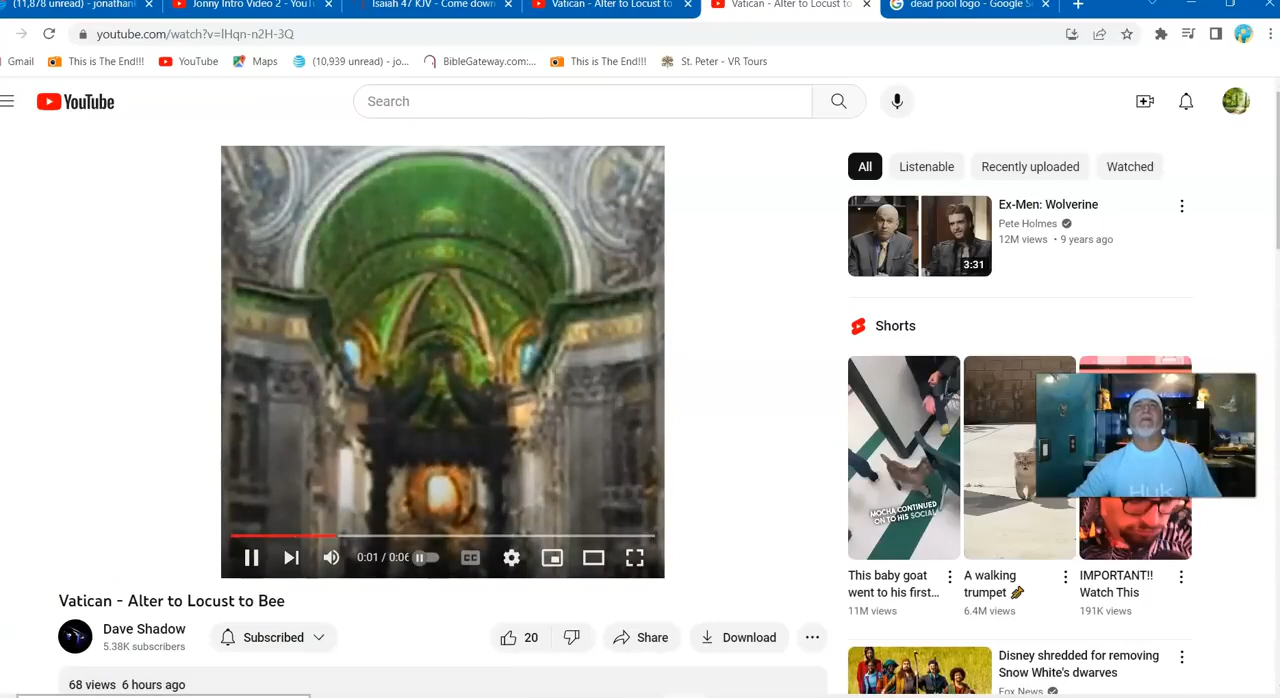 (11,878 unread) - jonathan
Jonny Intro Video 2 - YouT
Isaiah 47 KJV - Come down
Vatican - Alter to Locust to
Vatican - Alter to Locust to
dead pool logo - Google S
youtube.com/watch?v=IHqn-n2H-3Q
Gmail
This is The End!!!
YouTube
Maps
(10,939 unread) - jo...
BibleGateway.com:...
This is The End!!!
St. Peter - VR Tours
YouTube
Search
All
Listenable
Recently uploaded
Watched
Ex-Men: Wolverine
Pete Holmes
12M views • 9 years ago
3:31
Shorts
MOCHA CONTINUED
ON TO HIS SOCIAL
Huk
0:01 / 0:06
CC
This baby goat
went to his first...
11M views
A walking
trumpet
6.4M views
IMPORTANT!!
Watch This
191K views
Vatican - Alter to Locust to Bee
Dave Shadow
5.38K subscribers
Subscribed
20
Share
Download
68 views 6 hours ago
Disney shredded for removing
Snow White's dwarves
Fox News